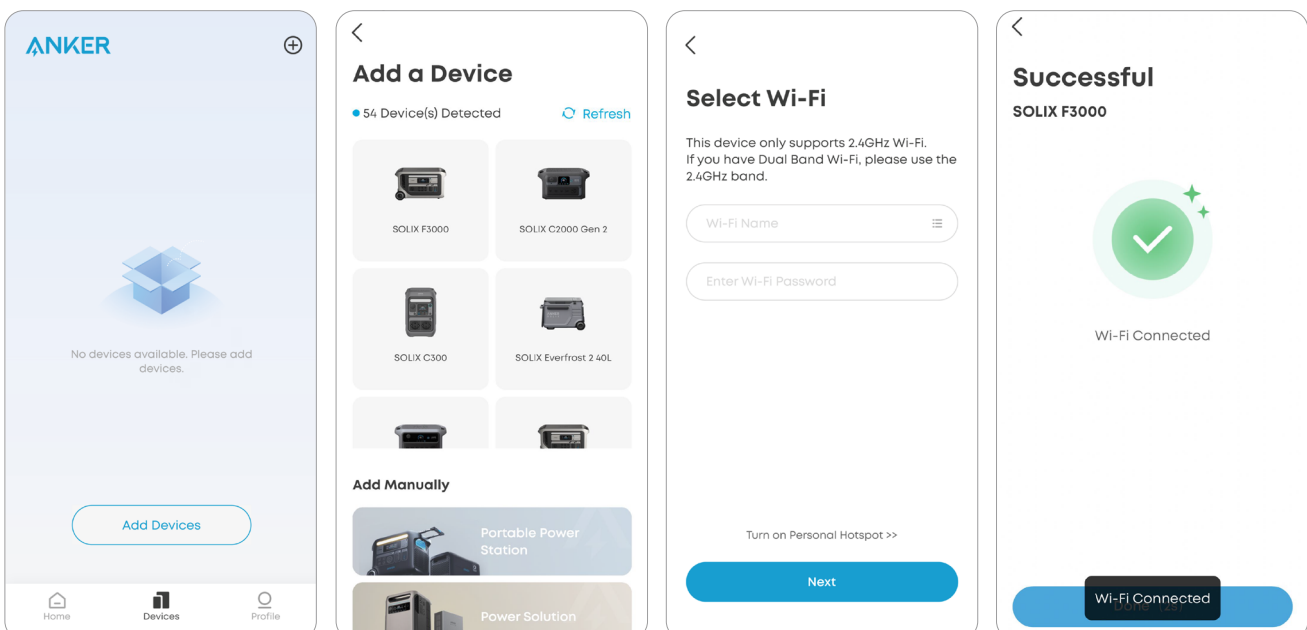 ANKER
No devices available. Please add
devices.
Add Devices
Home
Devices
Profile
Add a Device
54 Device(s) Detected
Refresh
SOLIX F3000
SOLIX C2000 Gen 2
SOLIX C300
SOLIX Everfrost 2 40L
Add Manually
Portable Power
Station
Power Solution
Select Wi-Fi
This device only supports 2.4GHz Wi-Fi.
If you have Dual Band Wi-Fi, please use the
2.4GHz band.
Wi-Fi Name
Enter Wi-Fi Password
Turn on Personal Hotspot >>
Next
Successful
SOLIX F3000
Wi-Fi Connected
Wi-Fi Connected
Done (2s)